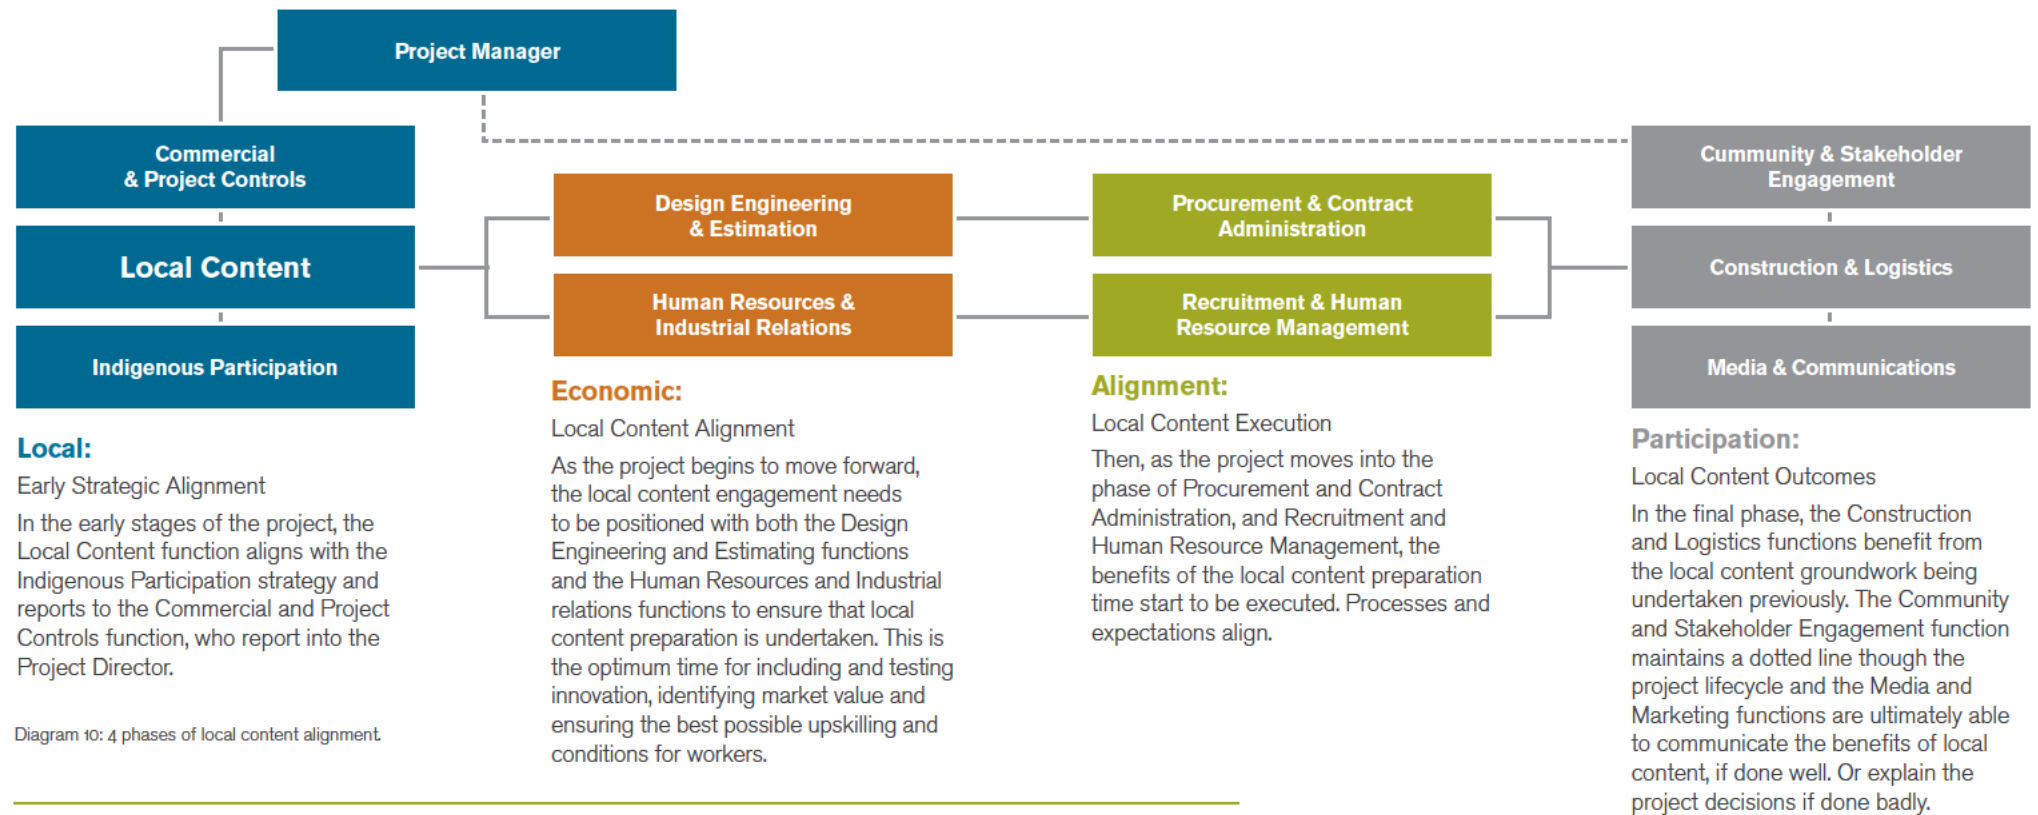 Project Manager
Commercial
& Project Controls
Local Content
Indigenous Participation
Local:
Early Strategic Alignment
In the early stages of the project, the
Local Content function aligns with the
Indigenous Participation strategy and
reports to the Commercial and Project
Controls function, who report into the
Project Director.
Diagram 10: 4 phases of local content alignment.
Design Engineering
& Estimation
Human Resources &
Industrial Relations
Economic:
Local Content Alignment
As the project begins to move forward,
the local content engagement needs
to be positioned with both the Design
Engineering and Estimating functions
and the Human Resources and Industrial
relations functions to ensure that local
content preparation is undertaken. This is
the optimum time for including and testing
innovation, identifying market value and
ensuring the best possible upskilling and
conditions for workers.
Procurement & Contract
Administration
Recruitment & Human
Resource Management
Alignment:
Local Content Execution
Then, as the project moves into the
phase of Procurement and Contract
Administration, and Recruitment and
Human Resource Management, the
benefits of the local content preparation
time start to be executed. Processes and
expectations align.
Cummunity & Stakeholder
Engagement
Construction & Logistics
Media & Communications
Participation:
Local Content Outcomes
In the final phase, the Construction
and Logistics functions benefit from
the local content groundwork being
undertaken previously. The Community
and Stakeholder Engagement function
maintains a dotted line though the
project lifecycle and the Media and
Marketing functions are ultimately able
to communicate the benefits of local
content, if done well. Or explain the
project decisions if done badly.